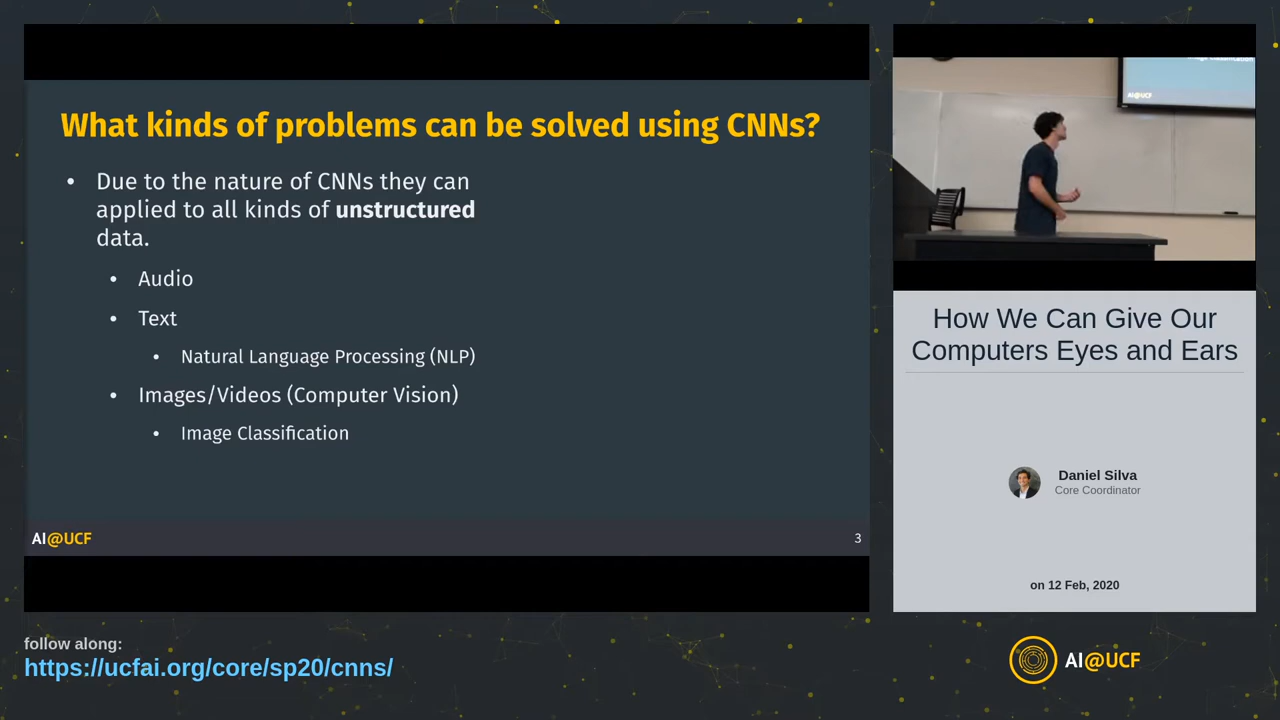 What kinds of problems can be solved using CNNs?
• Due to the nature of CNNs they can
applied to all kinds of unstructured
data.
• Audio
• Text
• Natural Language Processing (NLP)
• Images/Videos (Computer Vision)
• Image Classification
AI@UCF
3
AI@UCF
How We Can Give Our
Computers Eyes and Ears
Daniel Silva
Core Coordinator
on 12 Feb, 2020
follow along:
https://ucfai.org/core/sp20/cnns/
AI@UCF